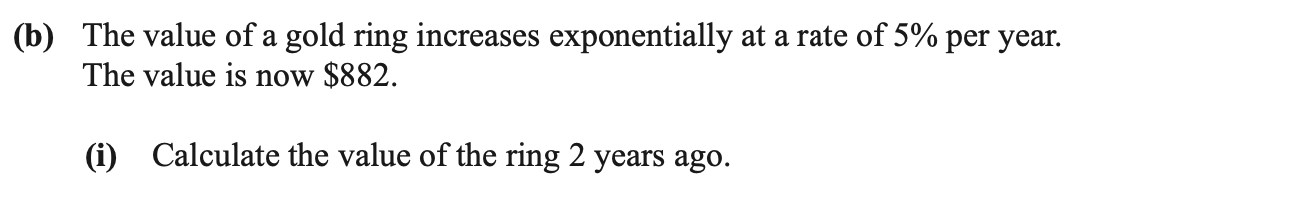 (b) The value of a gold ring increases exponentially at a rate of 5% per year.
The value is now $882.
(i) Calculate the value of the ring 2 years ago.